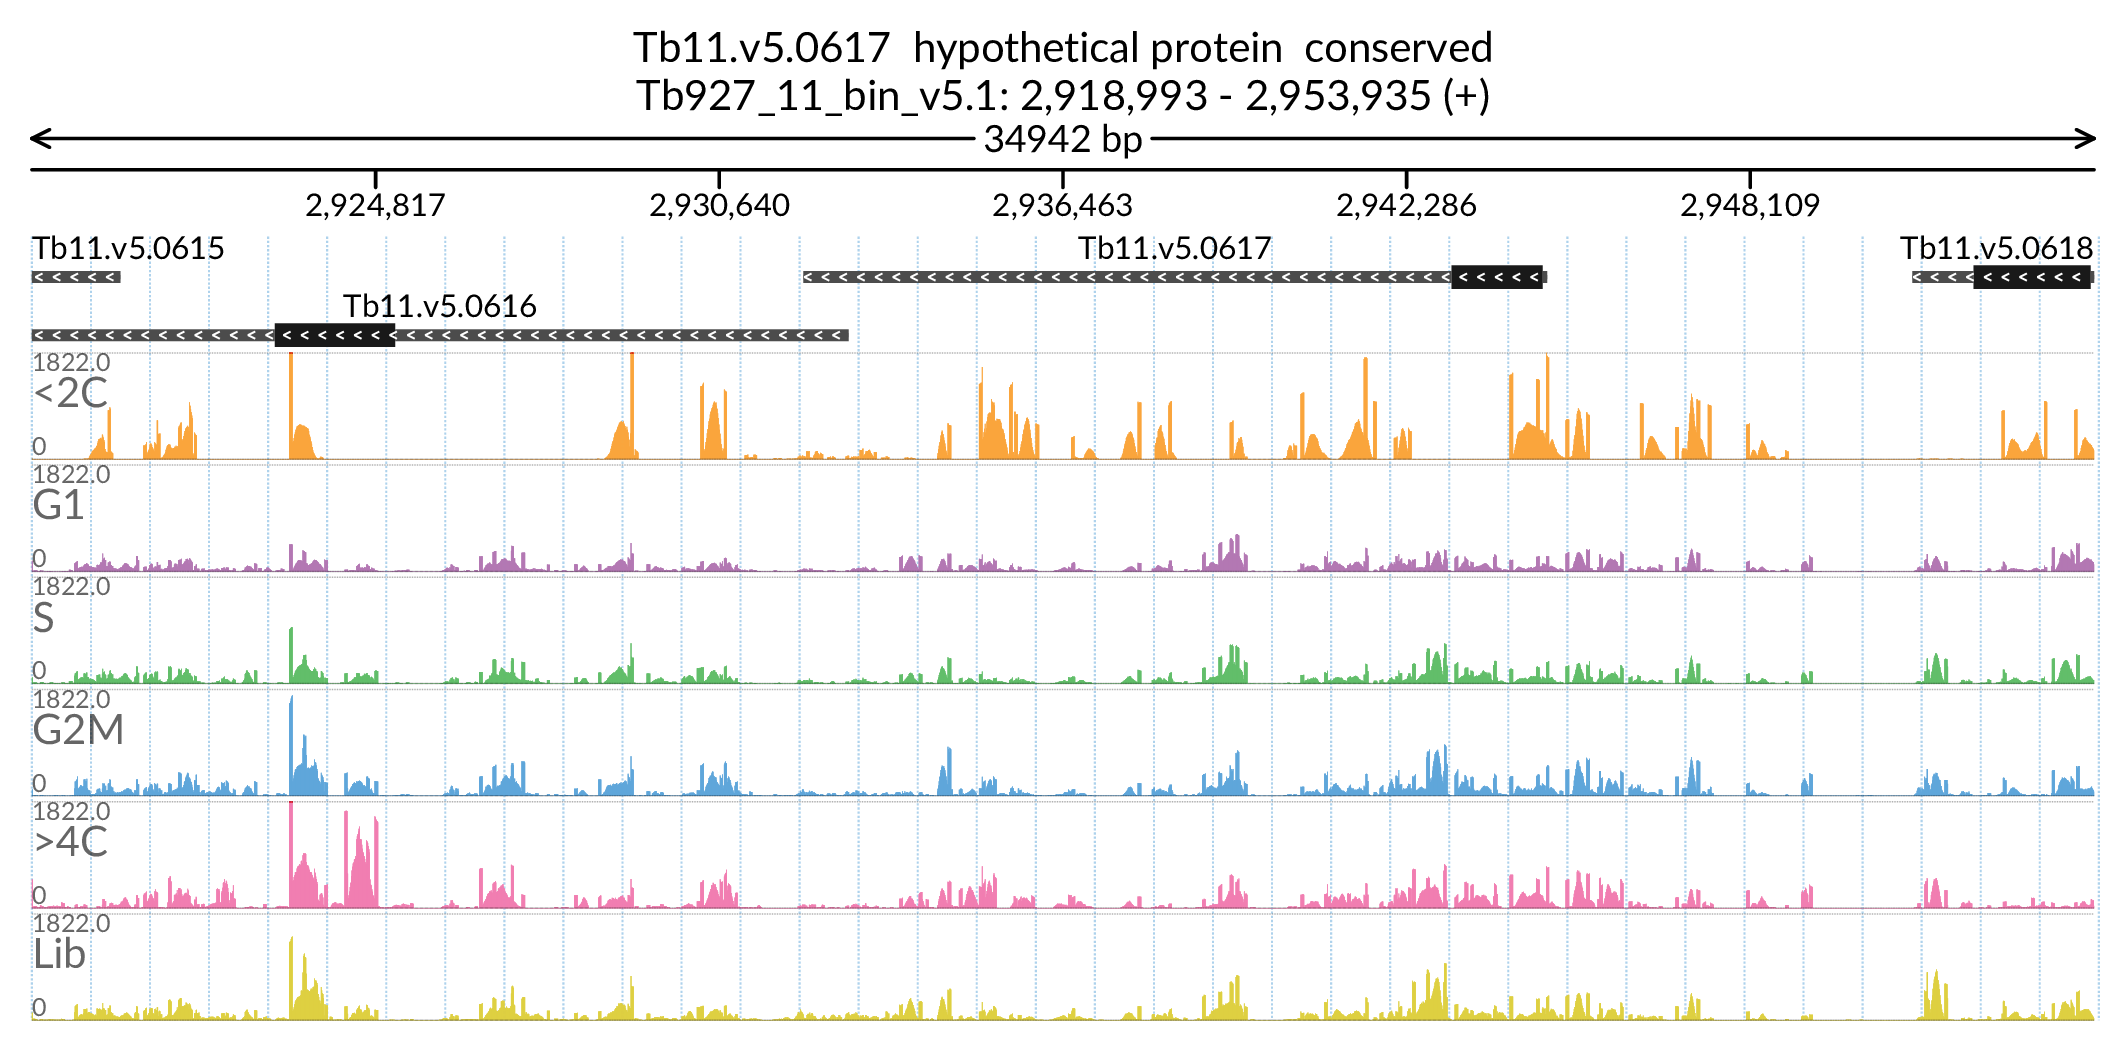 Tb11.v5.0617 hypothetical protein conserved
Tb927_11_bin_v5.1: 2,918,993 - 2,953,935 (+)
34942 bp
2,924,817 2,930,640 2,936,463 2,942,286 2,948,109
Tb11.v5.0615 Tb11.v5.0617 Tb11.v5.0618
Tb11.v5.0616
1822.0
<2C
0
1822.0
G1
0
1822.0
S
0
1822.0
G2M
0
1822.0
>4C
0
1822.0
Lib
0